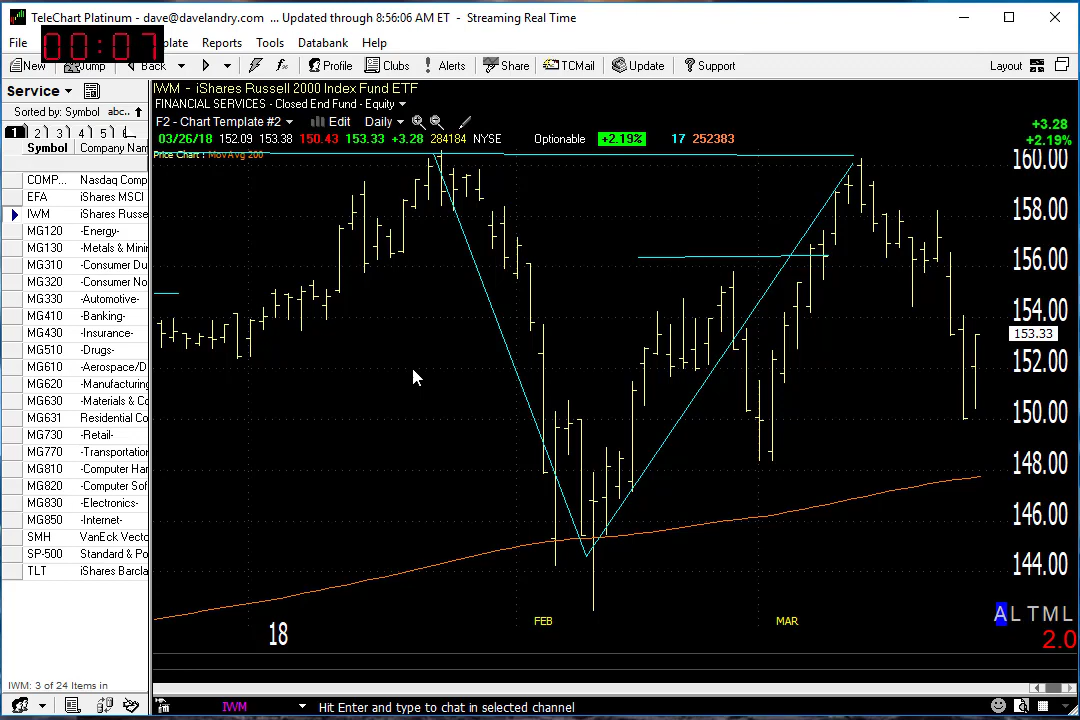 TeleChart Platinum - dave@davelandry.com ... Updated through 8:56:06 AM ET - Streaming Real Time
File plate Reports Tools Databank Help
00:07
New Jump Back Profile Clubs Alerts Share TCMail Update Support Layout
Service
Sorted by: Symbol abc..
1 2 3 4 5 6
Symbol Company Nam
COMP... Nasdaq Comp
EFA iShares MSCI
IWM iShares Russe
MG120 -Energy-
MG130 -Metals & Minin
MG310 -Consumer Du
MG320 -Consumer No
MG330 -Automotive-
MG410 -Banking-
MG430 -Insurance-
MG510 -Drugs-
MG610 -Aerospace/D
MG620 -Manufacturing
MG630 -Materials & Co
MG631 Residential Co
MG730 -Retail-
MG770 -Transportation
MG810 -Computer Har
MG820 -Computer Sof
MG830 -Electronics-
MG850 -Internet-
SMH VanEck Vecto
SP-500 Standard & Po
TLT iShares Barcla
IWM: 3 of 24 Items in
IWM - iShares Russell 2000 Index Fund ETF
FINANCIAL SERVICES - Closed End Fund - Equity
F2 - Chart Template #2 Edit Daily
03/26/18 152.09 153.38 150.43 153.33 +3.28 284184 NYSE Optionable +2.19% 17 252383
+3.28
+2.19%
Price Chart : MovAvg 200
160.00
158.00
156.00
154.00
153.33
152.00
150.00
148.00
146.00
144.00
18 FEB MAR
A L T M L
2.0
IWM Hit Enter and type to chat in selected channel